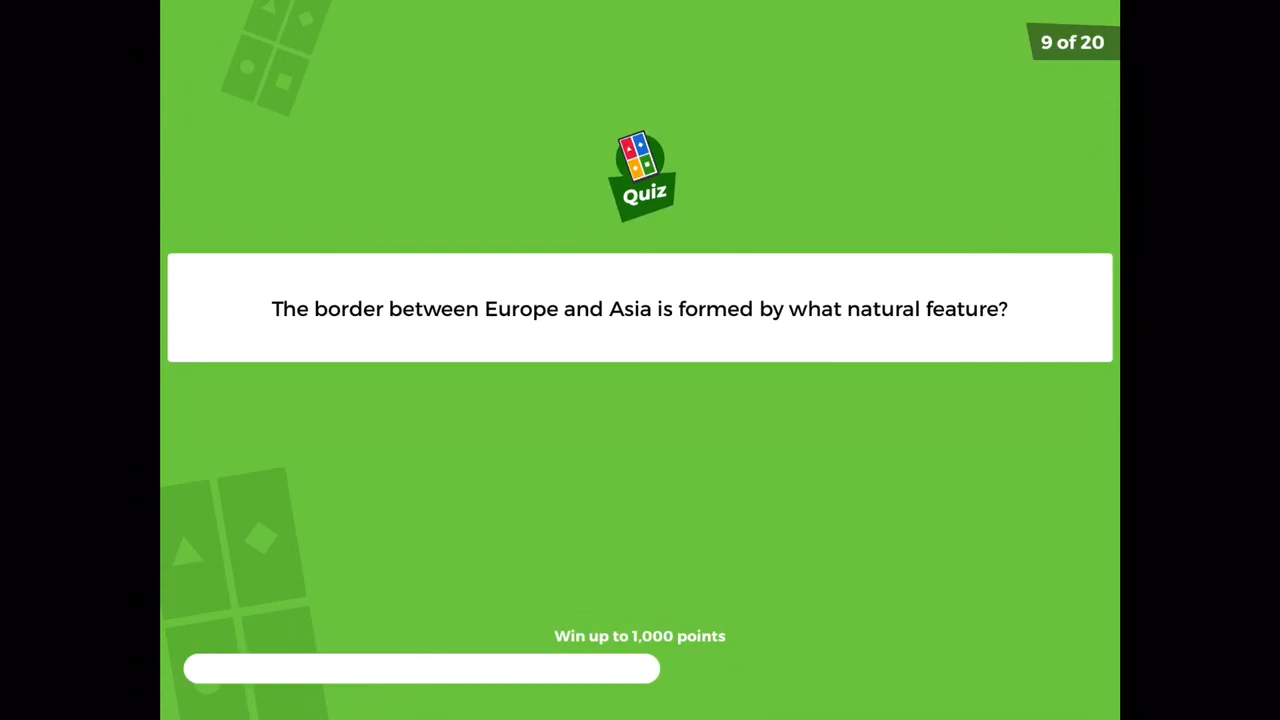 9 of 20
Quiz
The border between Europe and Asia is formed by what natural feature?
Win up to 1,000 points